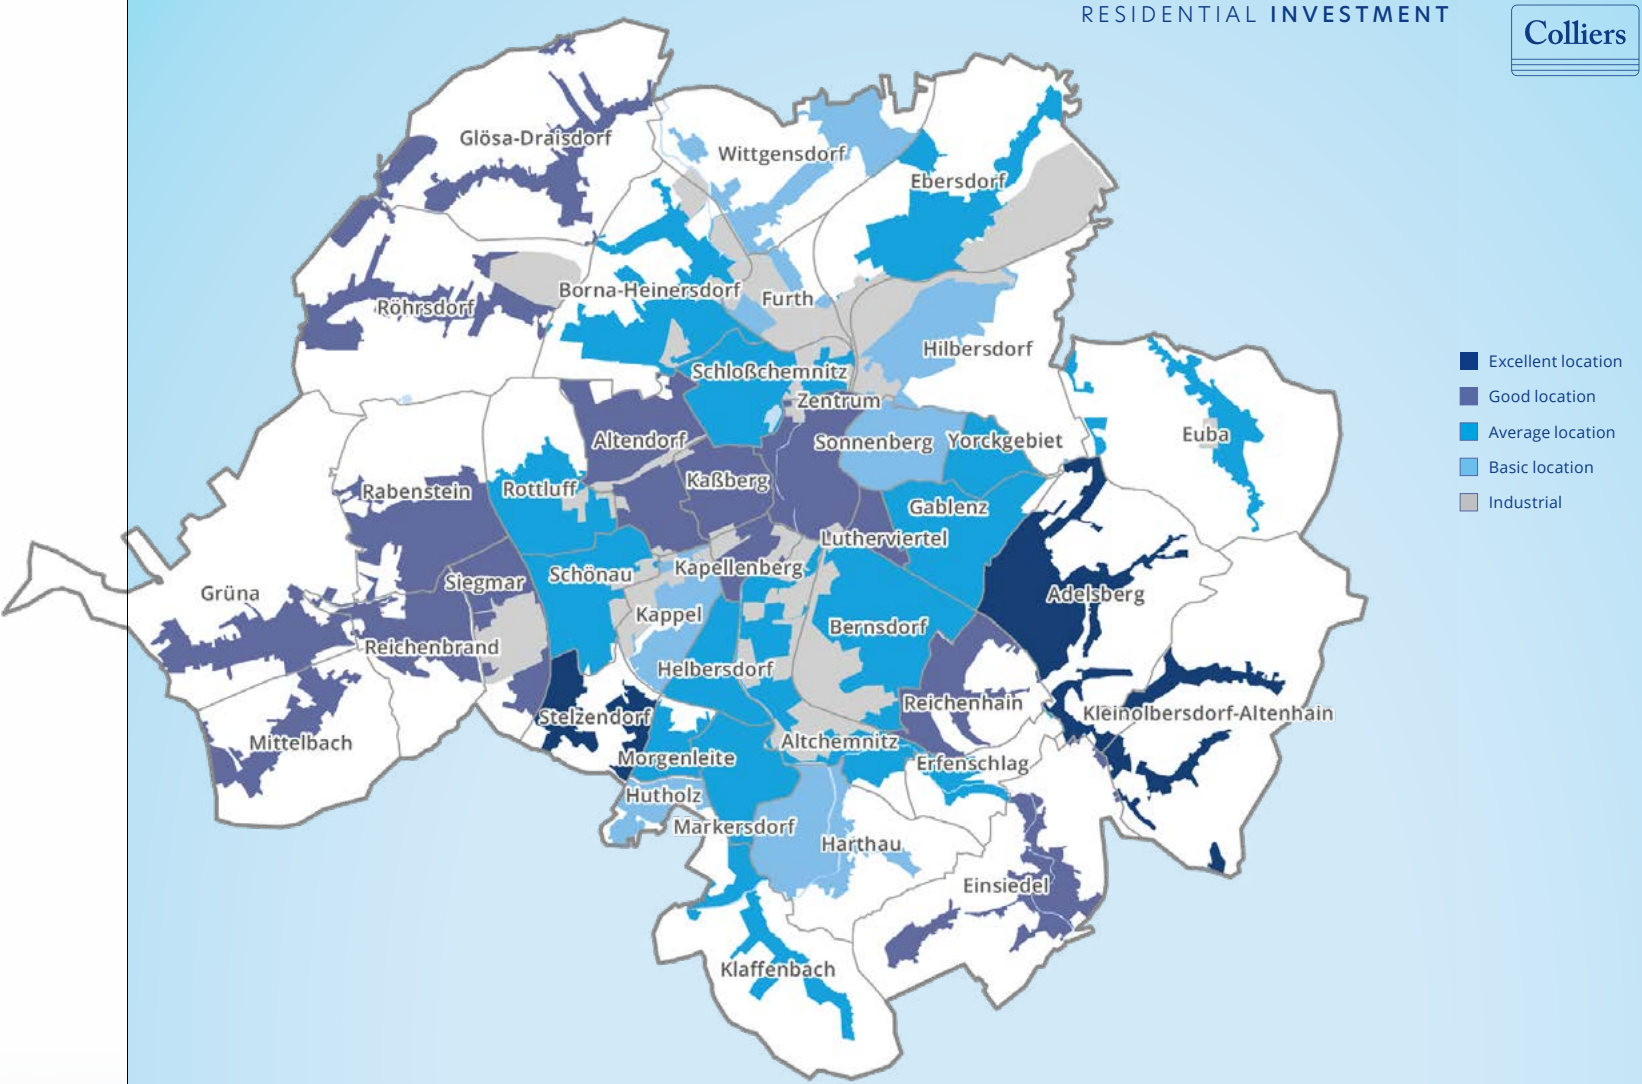 RESIDENTIAL INVESTMENT
Colliers
Glösa-Draisdorf
Wittgensdorf
Ebersdorf
Borna-Heinersdorf
Furth
Röhrsdorf
Hilbersdorf
Schloßchemnitz
Zentrum
Altendorf
Sonnenberg
Yorckgebiet
Euba
Kaßberg
Rabenstein
Rottluff
Gablenz
Lutherviertel
Kapellenberg
Schönau
Siegmar
Grüna
Adelsberg
Kappel
Bernsdorf
Reichenbrand
Helbersdorf
Reichenhain
Kleinolbersdorf-Altenhain
Stelzendorf
Mittelbach
Altchemnitz
Morgenleite
Erfenschlag
Hutholz
Markersdorf
Harthau
Einsiedel
Klaffenbach
Excellent location
Good location
Average location
Basic location
Industrial